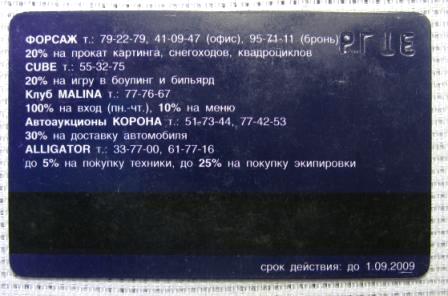 ФОРСАЖ т.: 79-22-79, 41-09-47 (офис), 95-71-11 (бронь)
20% на прокат картинга, снегоходов, квадроциклов
CUBE т.: 55-32-75
20% на игру в боулинг и бильярд
Клуб MALINA т.: 77-76-67
100% на вход (пн.-чт.), 10% на меню
Автоаукционы КОРОНА т.: 51-73-44, 77-42-53
30% на доставку автомобиля
ALLIGATOR т.: 33-77-00, 61-77-16
до 5% на покупку техники, до 25% на покупку экипировки
срок действия: до 1.09.2009